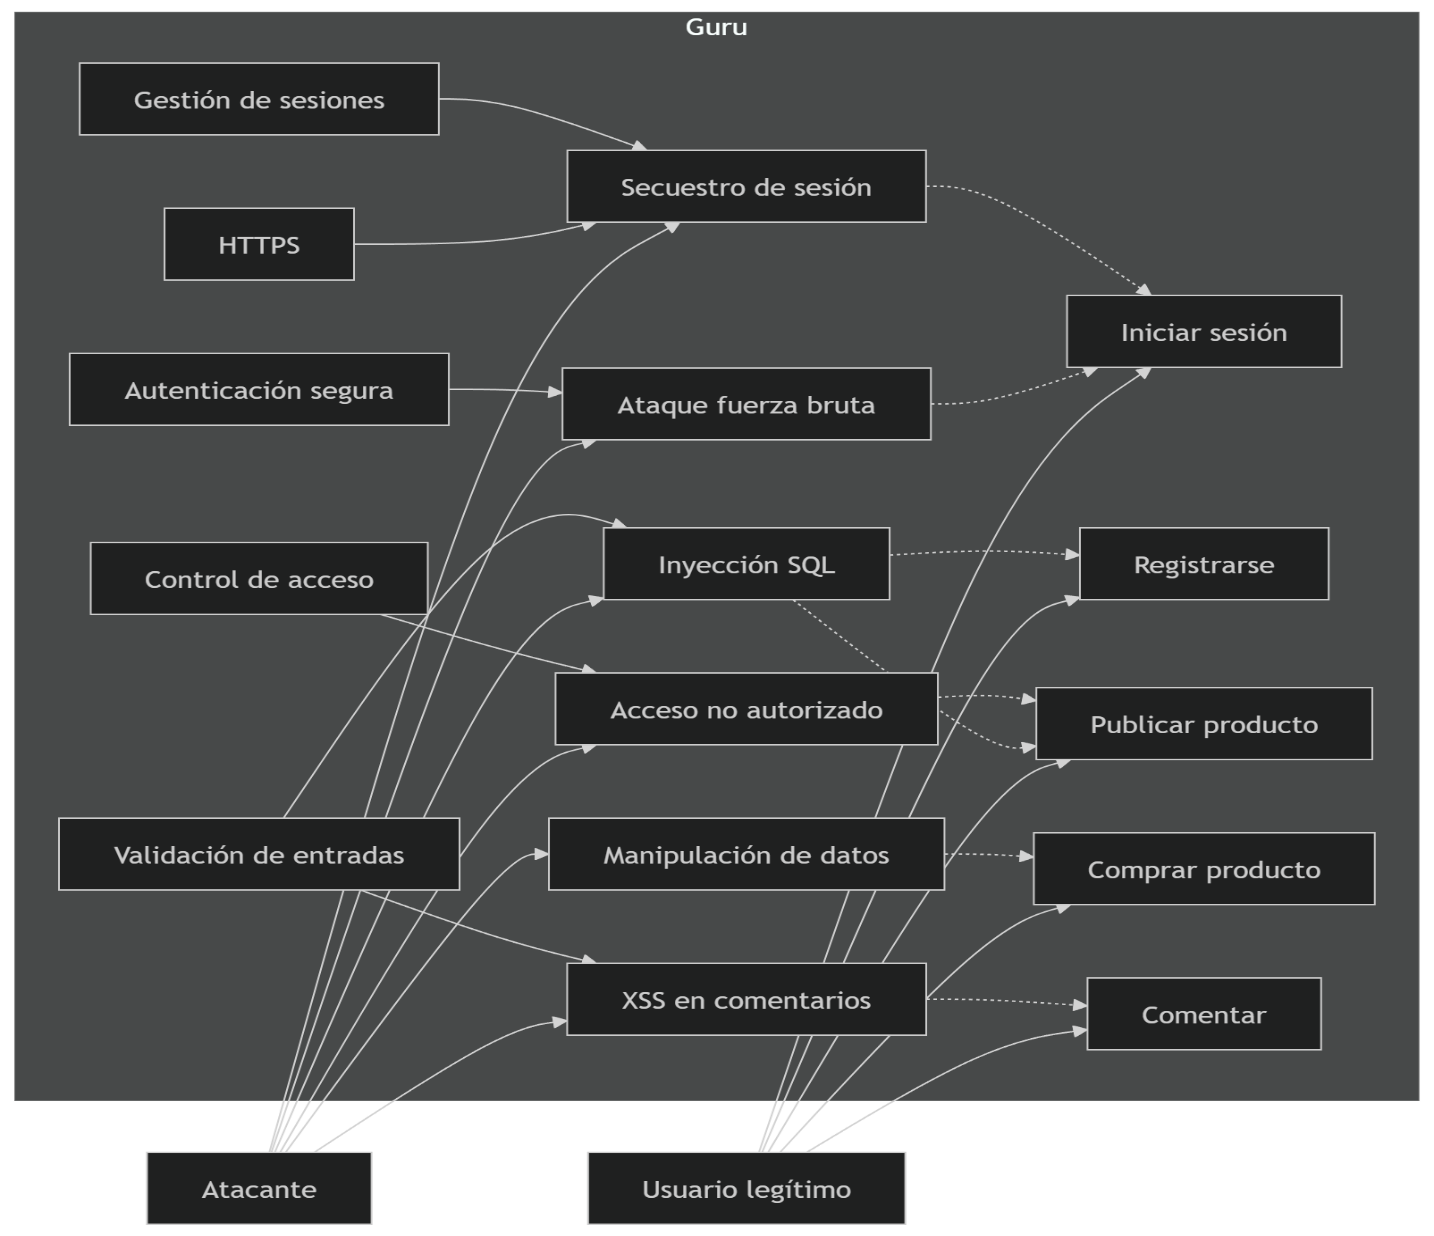 Guru
Gestión de sesiones
Secuestro de sesión
HTTPS
Iniciar sesión
Autenticación segura
Ataque fuerza bruta
Inyección SQL
Registrarse
Control de acceso
Acceso no autorizado
Publicar producto
Validación de entradas
Manipulación de datos
Comprar producto
XSS en comentarios
Comentar
Atacante
Usuario legítimo